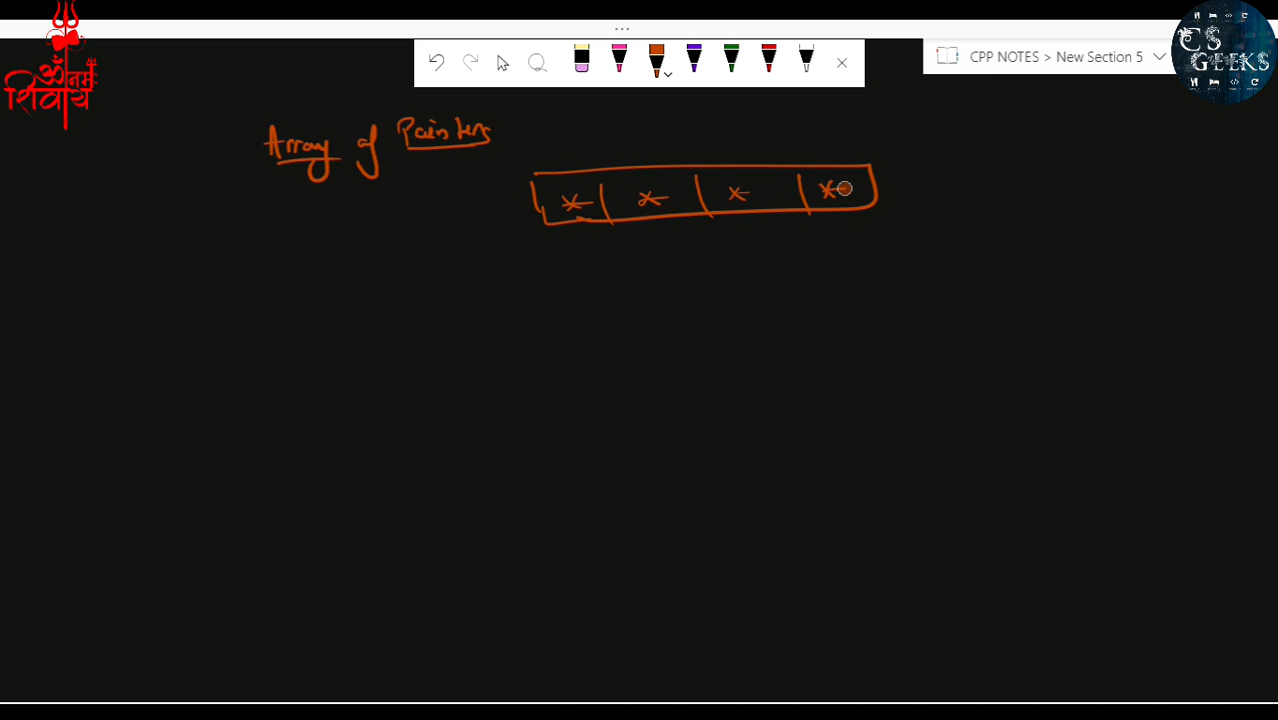 ॐ नमः
शिवाय
...
CPP NOTES > New Section 5
CS
GEEKS
Array of Pointers
* * * *